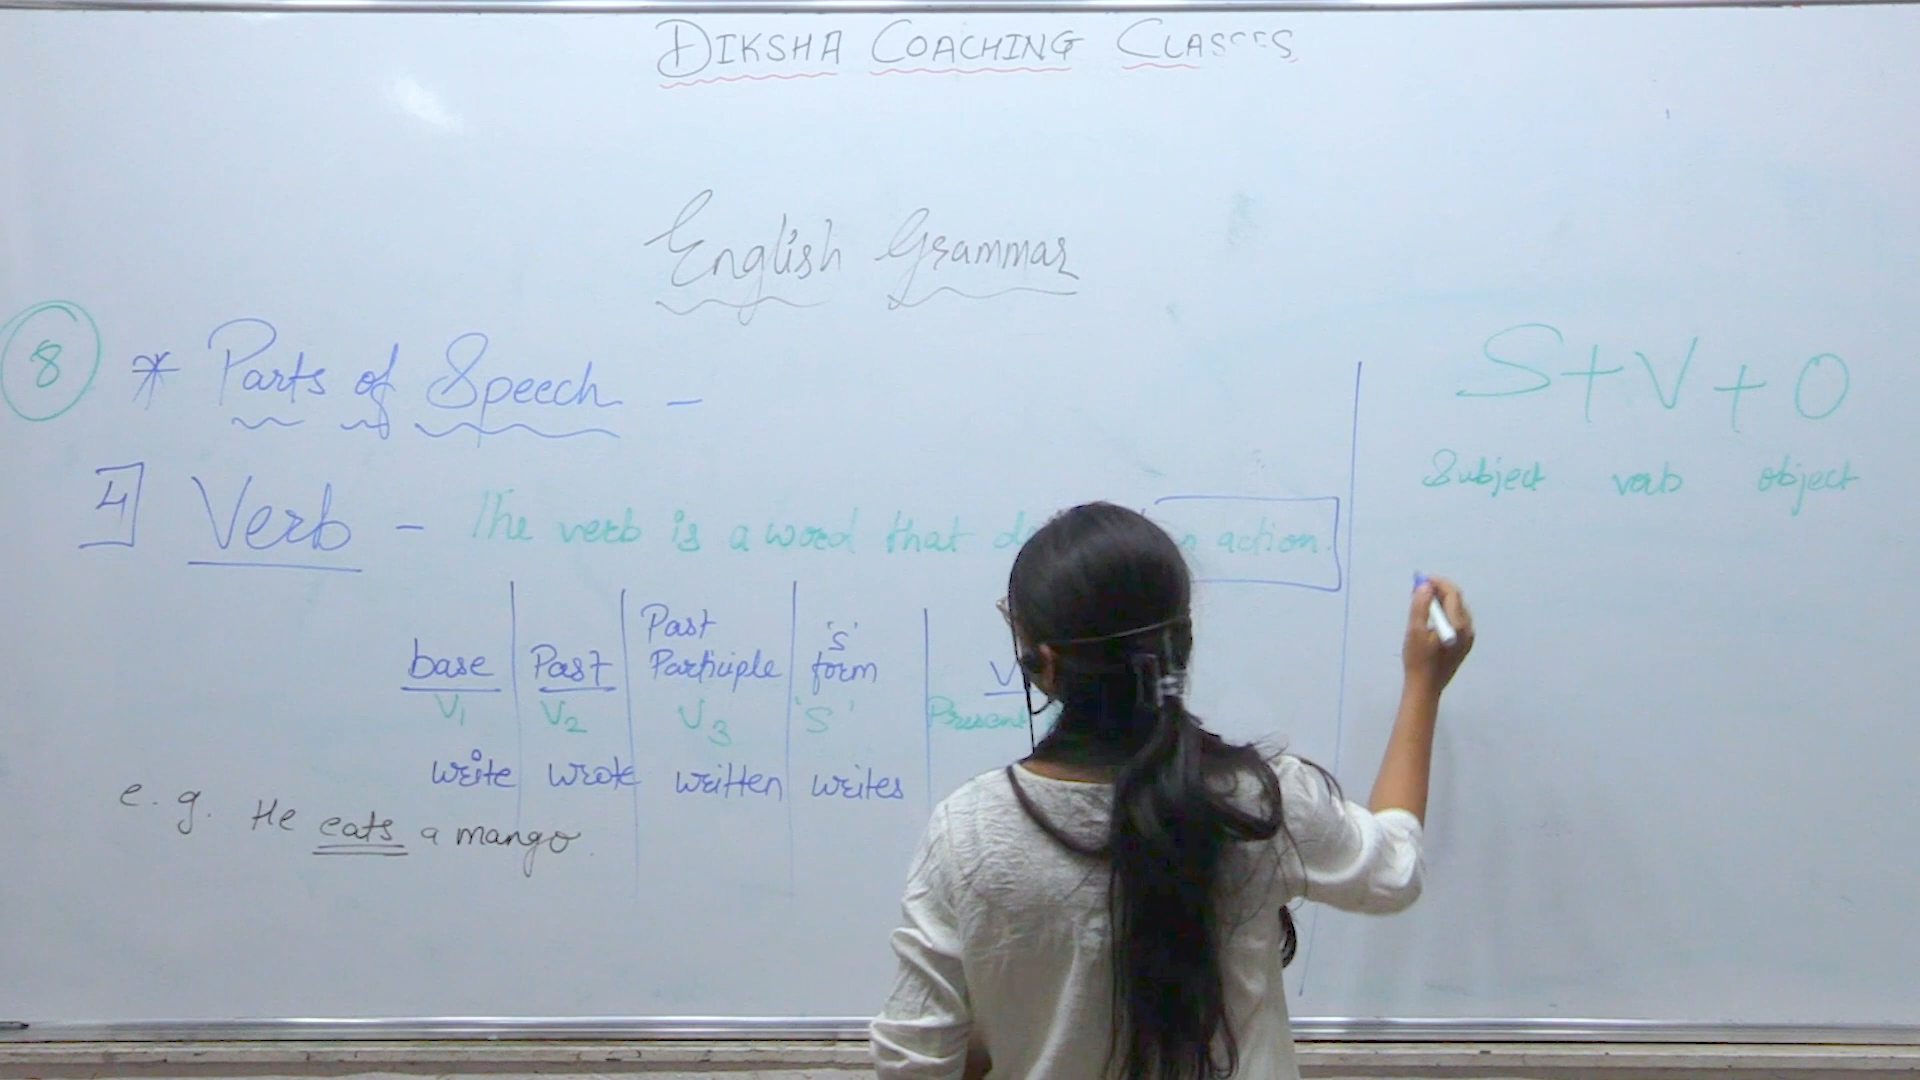 DIKSHA COACHING CLASSES
English Grammar
8 * Parts of Speech -
4] Verb - The verb is a word that action.
base Past Past Participle 's' form
V1 V2 V3 's' Present
write wrote written writes
e.g. He eats a mango.
S+V+O
Subject verb object